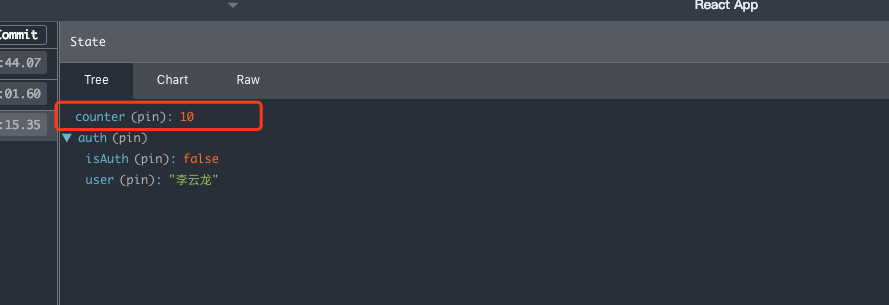 React App
Commit
State
:44.07
Tree Chart Raw
:01.60
counter (pin): 10
:15.35
auth (pin)
isAuth (pin): false
user (pin): "李云龙"